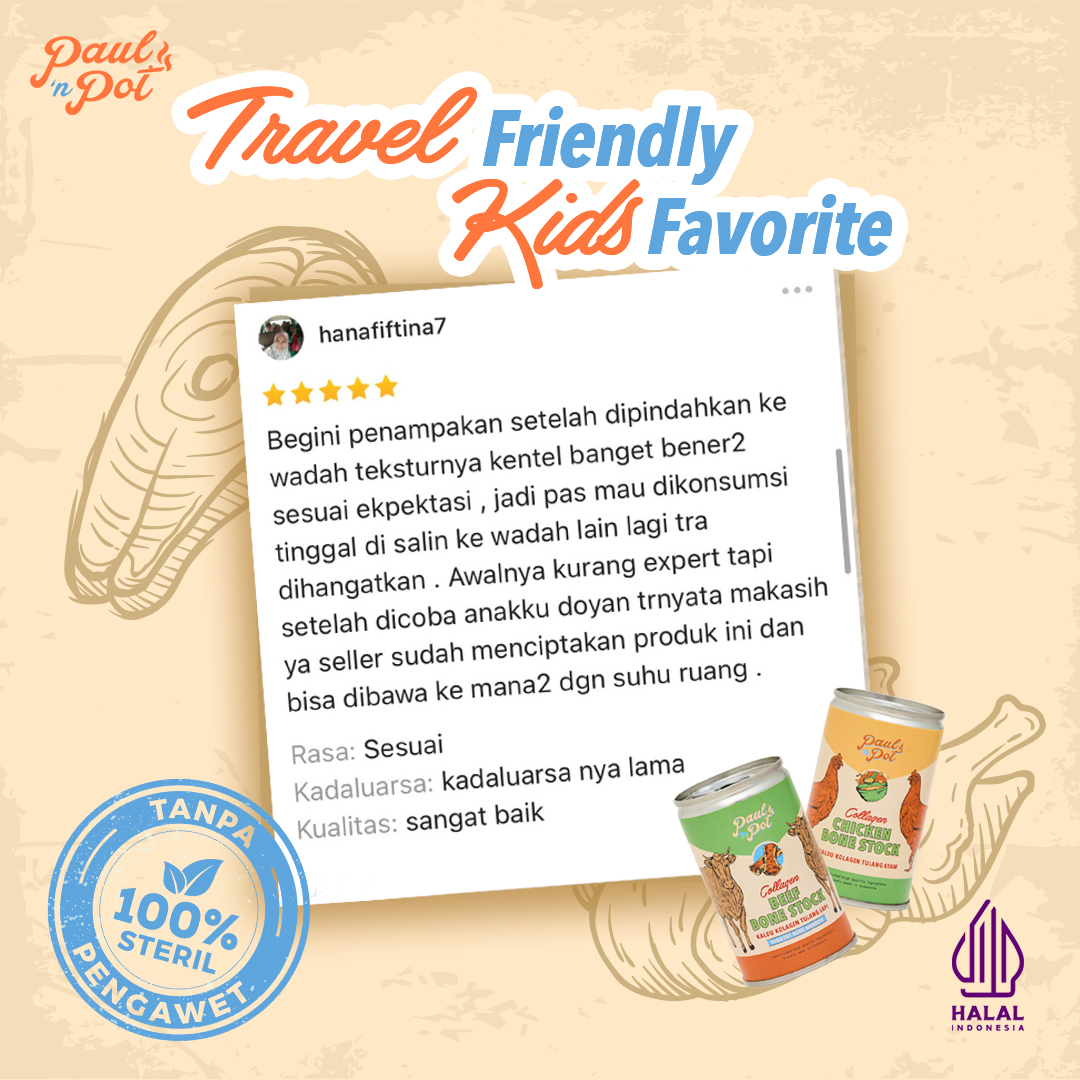 Paul
'n Pot
Travel Friendly
Kids Favorite
hanafiftina7
Begini penampakan setelah dipindahkan ke
wadah teksturnya kentel banget bener2
sesuai ekpektasi , jadi pas mau dikonsumsi
tinggal di salin ke wadah lain lagi tra
dihangatkan . Awalnya kurang expert tapi
setelah dicoba anakku doyan trnyata makasih
ya seller sudah menciptakan produk ini dan
bisa dibawa ke mana2 dgn suhu ruang .
Rasa: Sesuai
Kadaluarsa: kadaluarsa nya lama
Kualitas: sangat baik
Paul
'n Pot
Collagen
CHICKEN
BONE STOCK
KALDU KOLAGEN TULANG AYAM
Paul
'n Pot
Collagen
BEEF
BONE STOCK
KALDU KOLAGEN TULANG SAPI
TANPA
100%
STERIL
PENGAWET
HALAL
INDONESIA